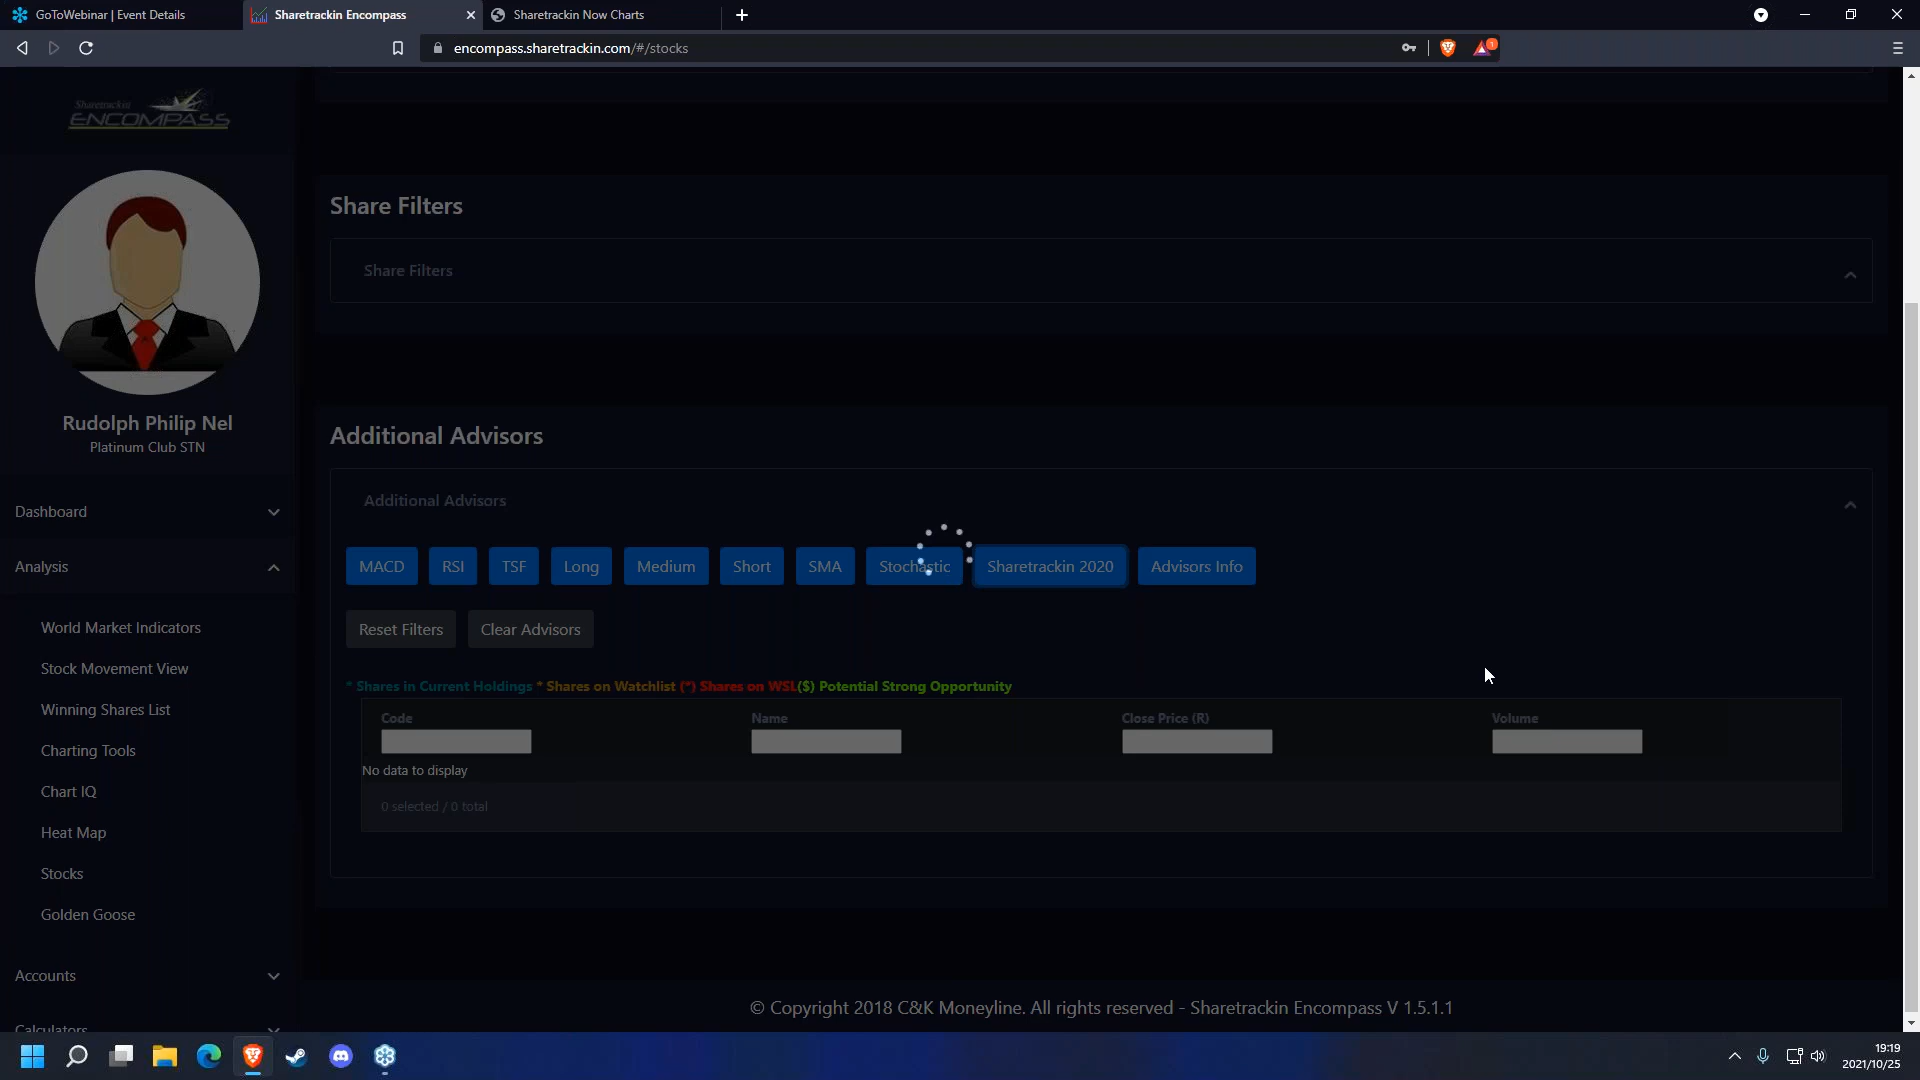 GoToWebinar | Event Details
Sharetrackin Encompass
Sharetrackin Now Charts
encompass.sharetrackin.com/#/stocks
1
Sharetrackin
ENCOMPASS
Rudolph Philip Nel
Platinum Club STN
Dashboard
Analysis
World Market Indicators
Stock Movement View
Winning Shares List
Charting Tools
Chart IQ
Heat Map
Stocks
Golden Goose
Accounts
Calculators
Share Filters
Share Filters
Additional Advisors
Additional Advisors
MACD RSI TSF Long Medium Short SMA Stochastic Sharetrackin 2020 Advisors Info
Reset Filters Clear Advisors
* Shares in Current Holdings * Shares on Watchlist (*) Shares on WSL($) Potential Strong Opportunity
Code Name Close Price (R) Volume
No data to display
0 selected / 0 total
© Copyright 2018 C&K Moneyline. All rights reserved - Sharetrackin Encompass V 1.5.1.1
19:19
2021/10/25